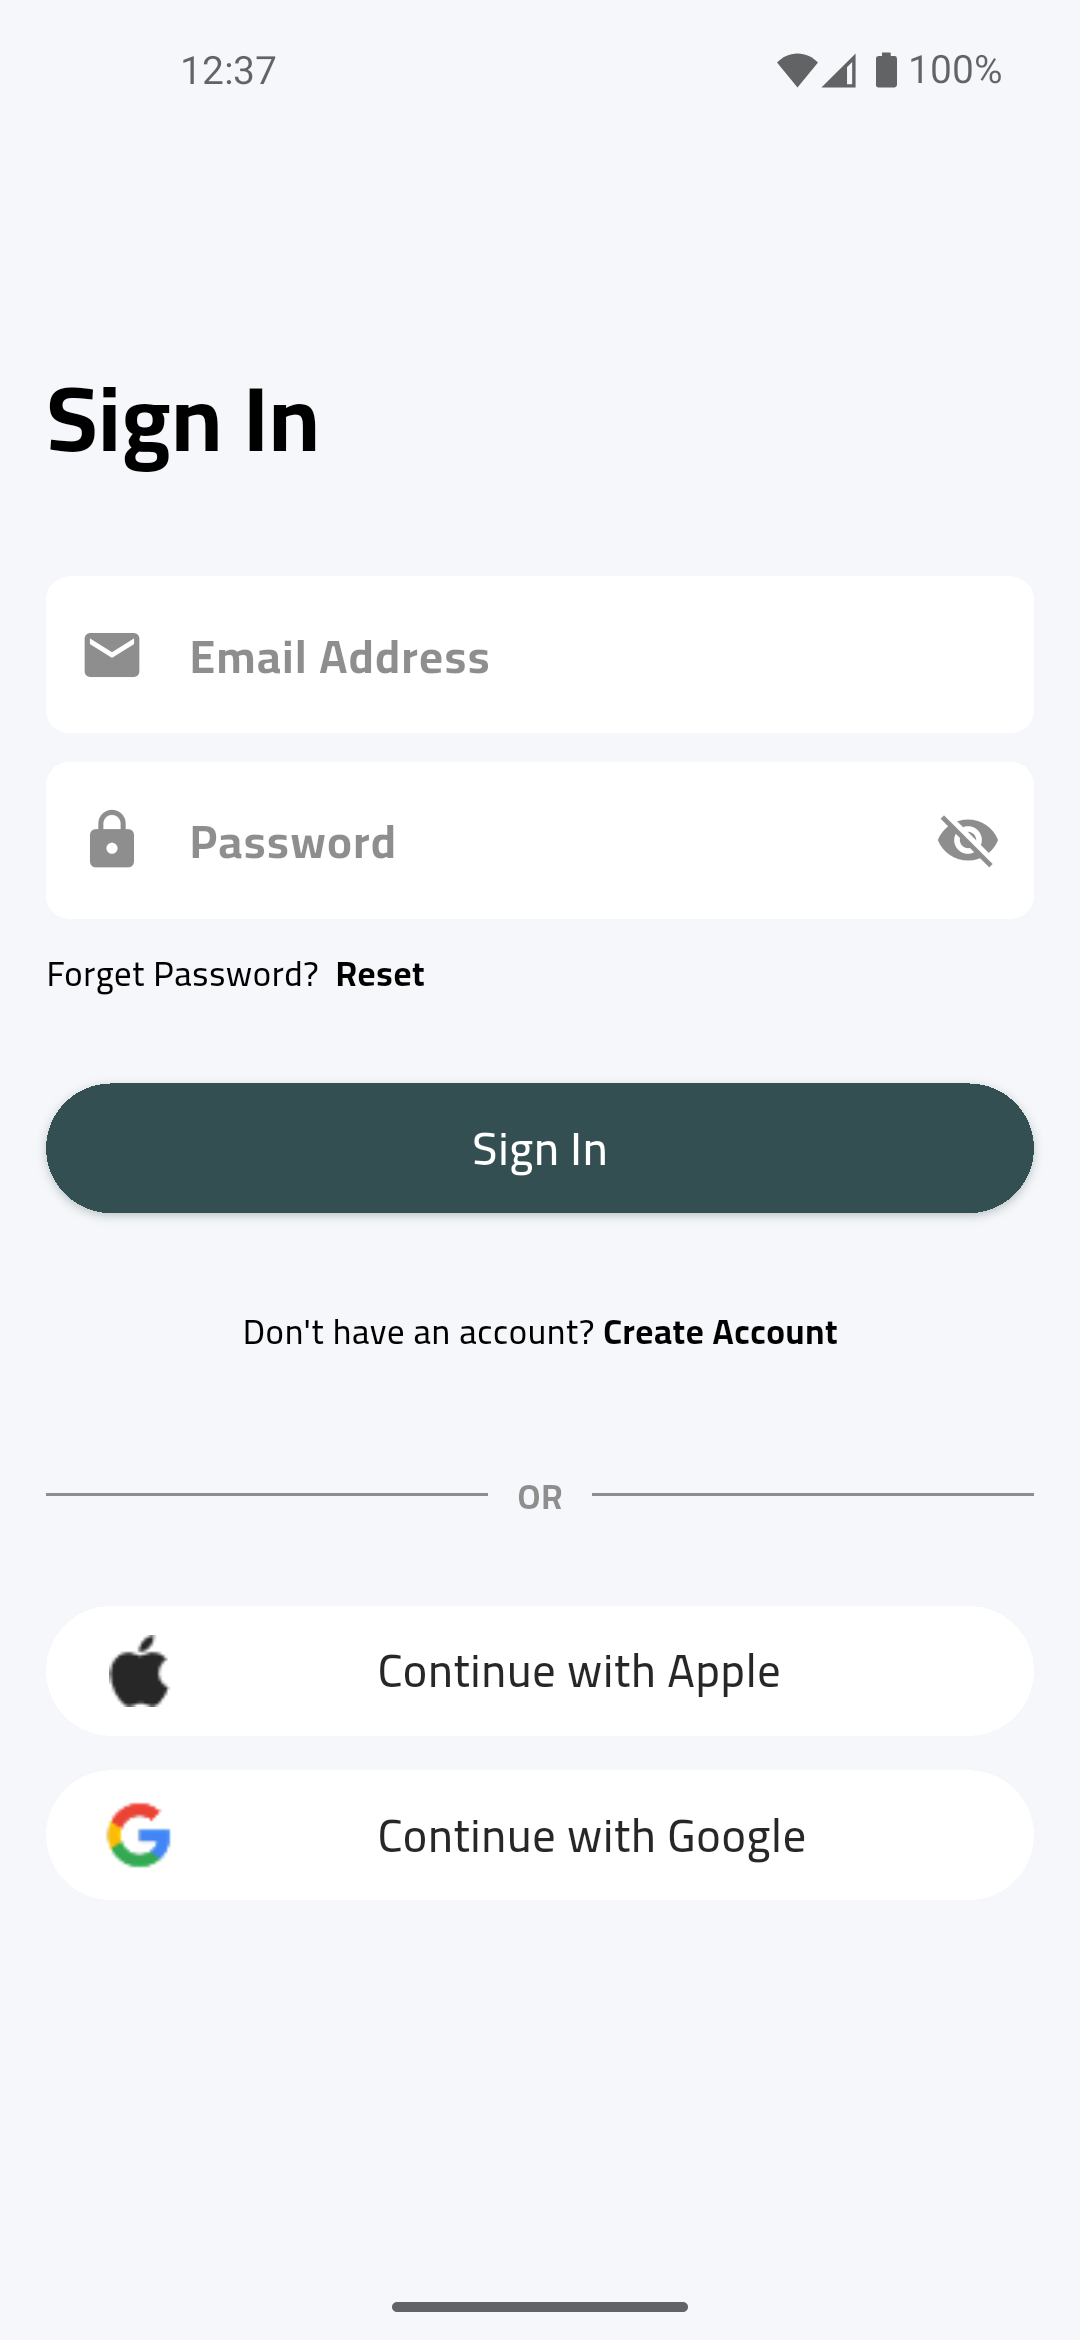 12:37
100%
Sign In
Email Address
Password
Forget Password? Reset
Sign In
Don't have an account? Create Account
OR
Continue with Apple
Continue with Google